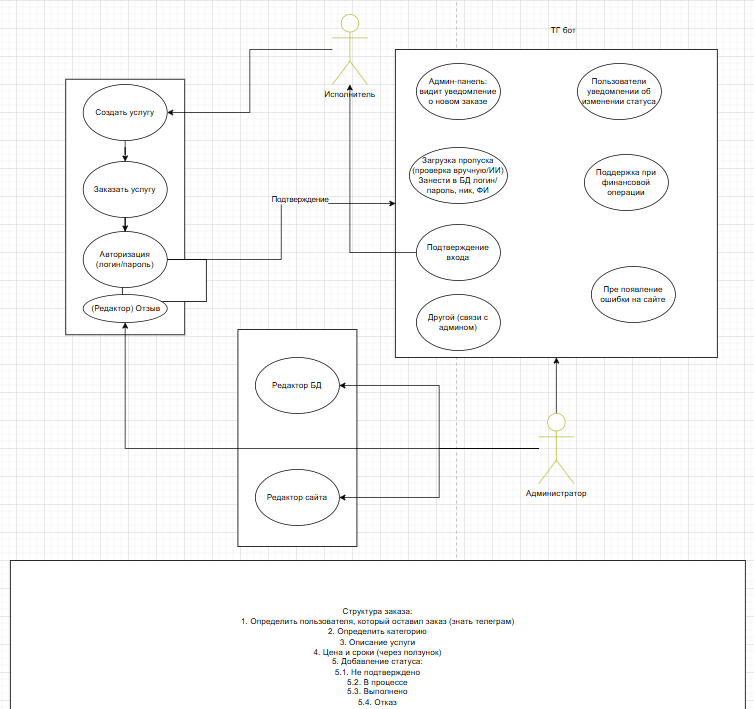 ТГ бот
Исполнитель
Создать услугу
Заказать услугу
Авторизация
(логин/пароль)
(Редактор) Отзыв
Подтверждение
Админ-панель:
видит уведомление
о новом заказе
Пользователи
уведомлении об
изменении статуса
Загрузка пропуска
(проверка вручную/ИИ)
Занести в БД логин/
пароль, ник, ФИ
Поддержка при
финансовой
операции
Подтверждение
входа
Пре появление
ошибки на сайте
Другой (связи с
админом)
Редактор БД
Редактор сайта
Администратор
Структура заказа:
1. Определить пользователя, который оставил заказ (знать телеграм)
2. Определить категорию
3. Описание услуги
4. Цена и сроки (через ползунок)
5. Добавление статуса:
5.1. Не подтверждено
5.2. В процессе
5.3. Выполнено
5.4. Отказ